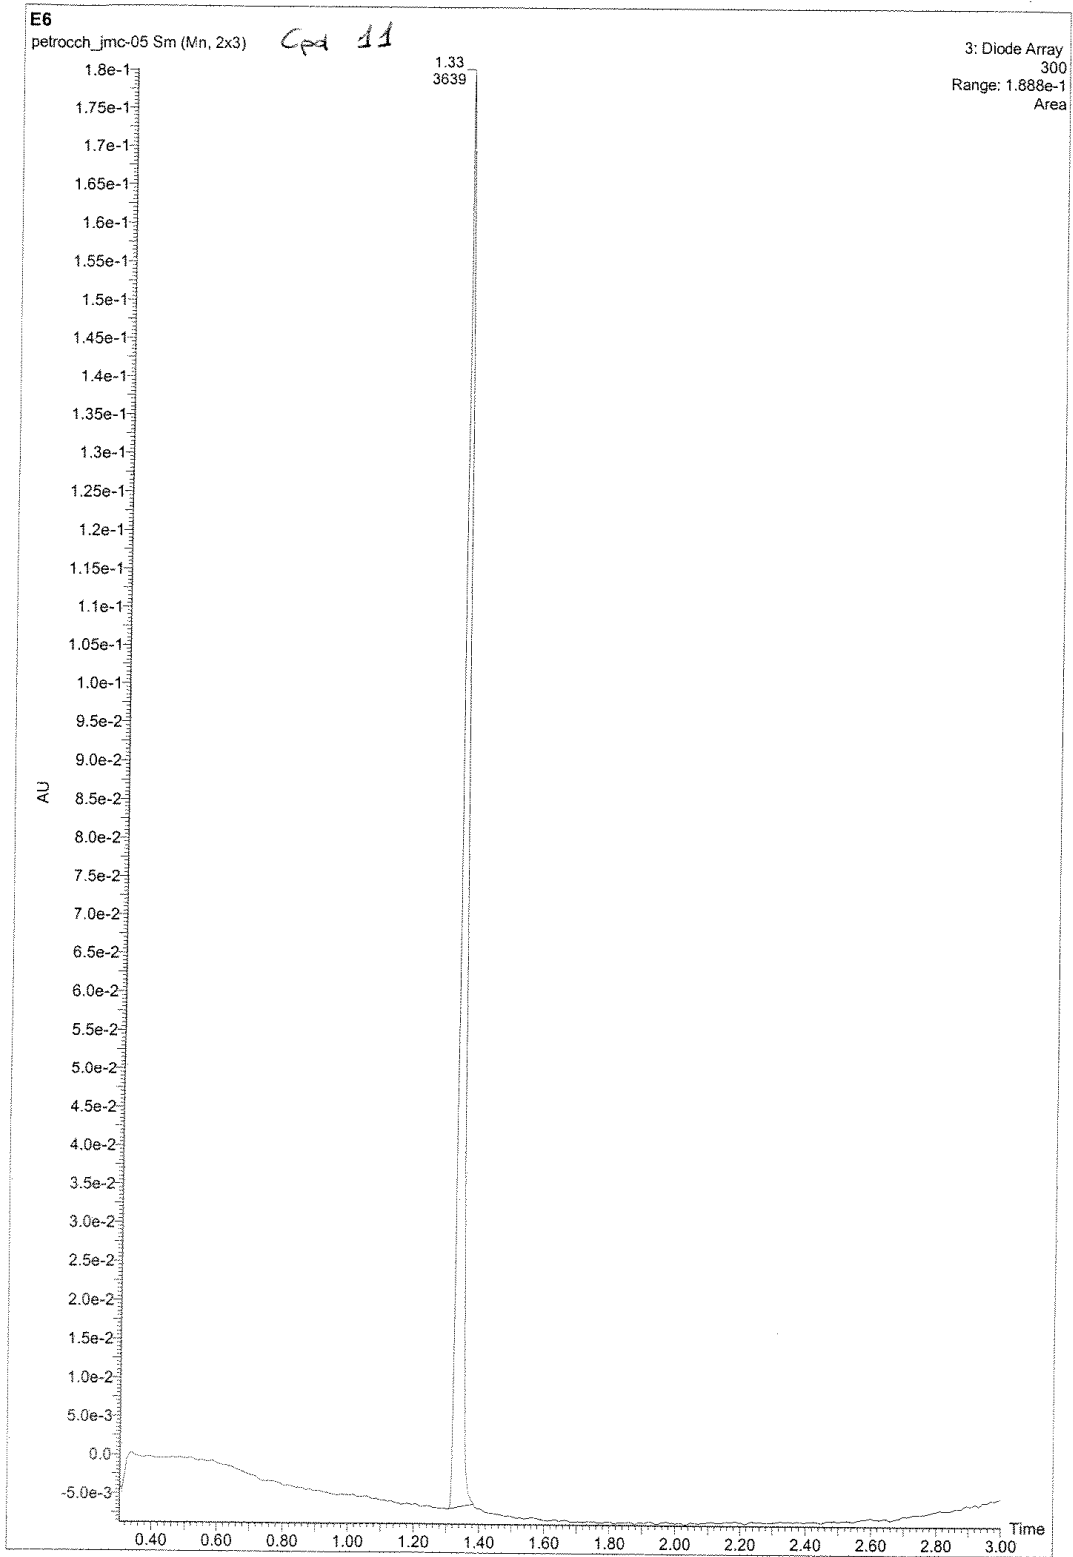 E6
petrocch_jmc-05 Sm (Mn, 2x3) Cpd 11
3: Diode Array
300
Range: 1.888e-1
Area
1.33
3639
1.8e-1
1.75e-1
1.7e-1
1.65e-1
1.6e-1
1.55e-1
1.5e-1
1.45e-1
1.4e-1
1.35e-1
1.3e-1
1.25e-1
1.2e-1
1.15e-1
1.1e-1
1.05e-1
1.0e-1
9.5e-2
9.0e-2
8.5e-2
8.0e-2
7.5e-2
7.0e-2
6.5e-2
6.0e-2
5.5e-2
5.0e-2
4.5e-2
4.0e-2
3.5e-2
3.0e-2
2.5e-2
2.0e-2
1.5e-2
1.0e-2
5.0e-3
0.0
-5.0e-3
AU
0.40 0.60 0.80 1.00 1.20 1.40 1.60 1.80 2.00 2.20 2.40 2.60 2.80 3.00
Time